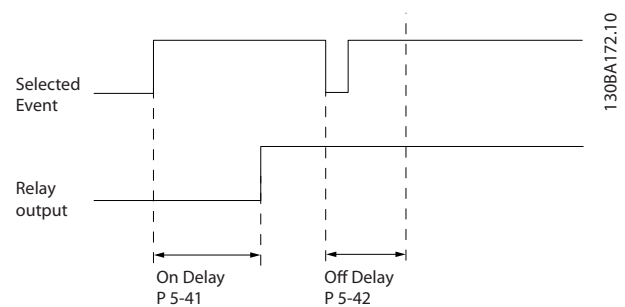 130BA172.10
Selected
Event
Relay
output
On Delay
P 5-41
Off Delay
P 5-42